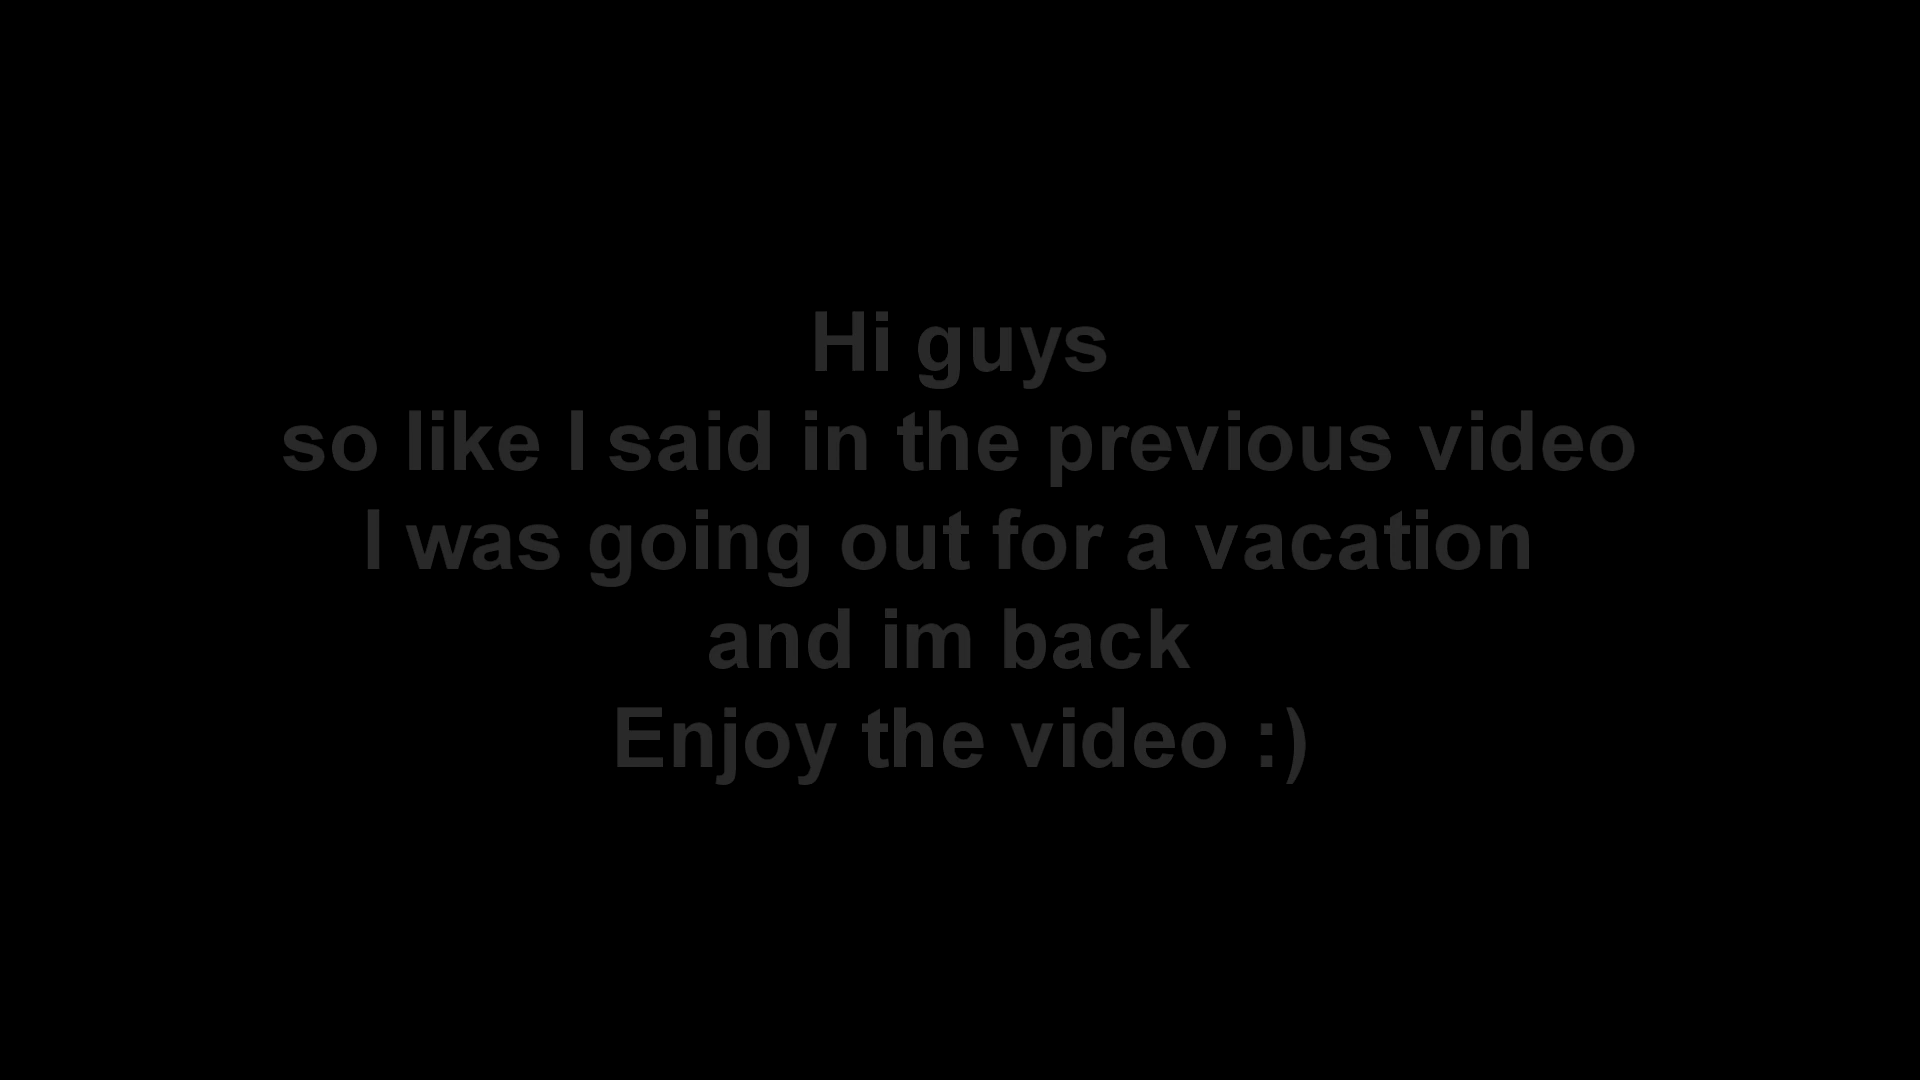 Hi guys
so like I said in the previous video
I was going out for a vacation
and im back
Enjoy the video :)